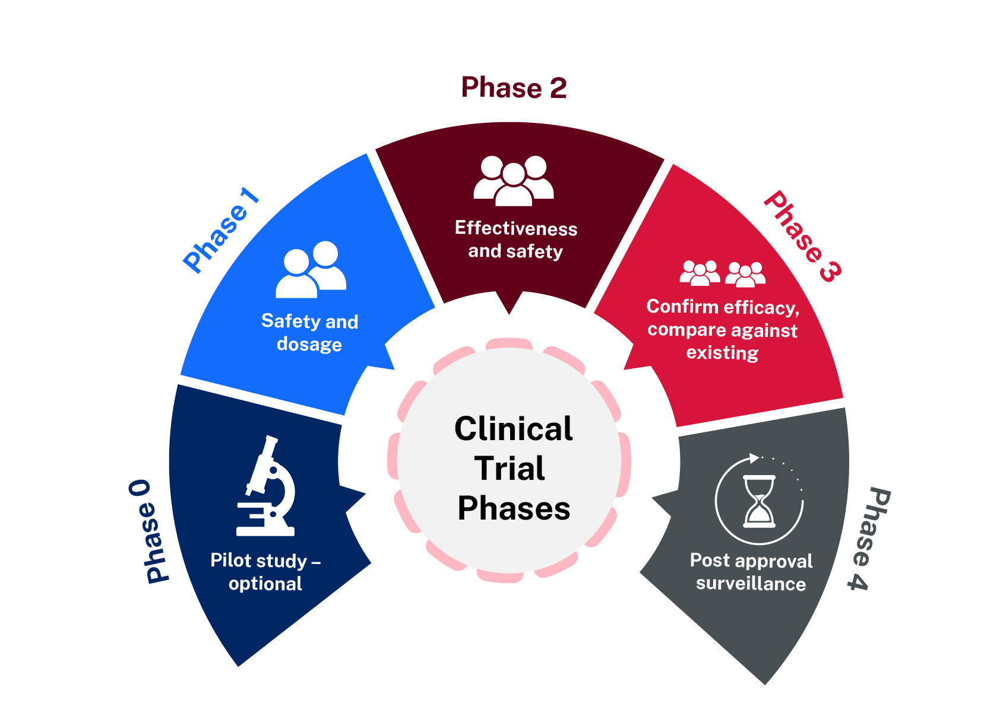 Phase 0
Pilot study –
optional
Phase 1
Safety and
dosage
Phase 2
Effectiveness
and safety
Phase 3
Confirm efficacy,
compare against
existing
Phase 4
Post approval
surveillance
Clinical
Trial
Phases